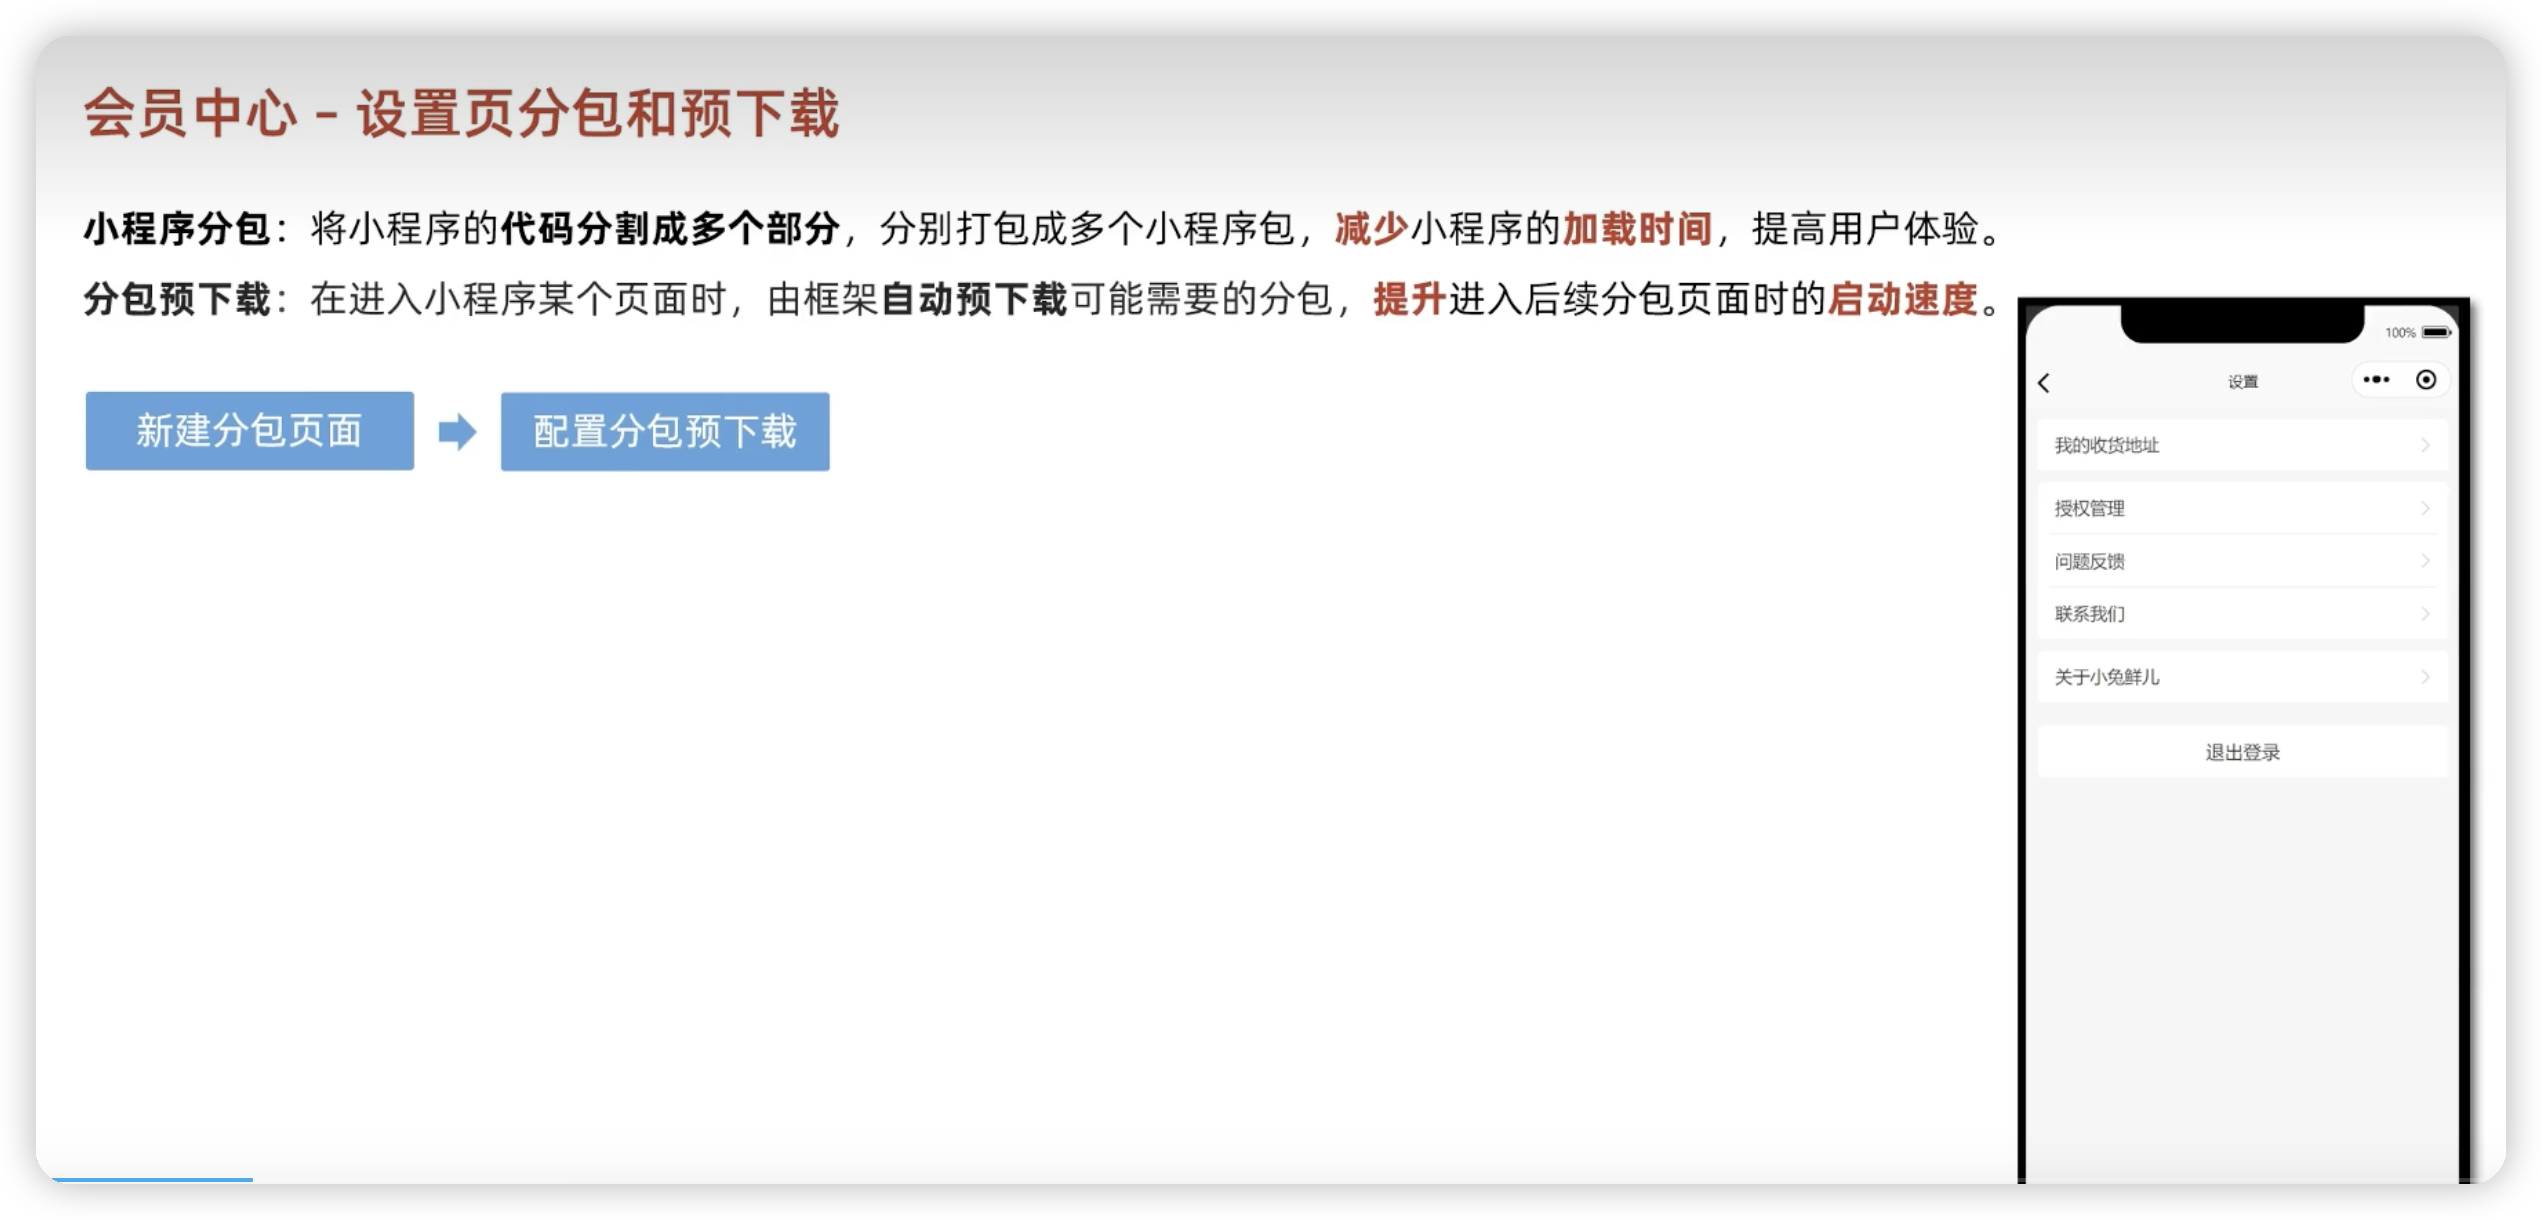 会员中心 - 设置页分包和预下载
小程序分包：将小程序的代码分割成多个部分，分别打包成多个小程序包，减少小程序的加载时间，提高用户体验。
分包预下载：在进入小程序某个页面时，由框架自动预下载可能需要的分包，提升进入后续分包页面时的启动速度。
新建分包页面
配置分包预下载
100%
设置
我的收货地址
授权管理
问题反馈
联系我们
关于小兔鲜儿
退出登录